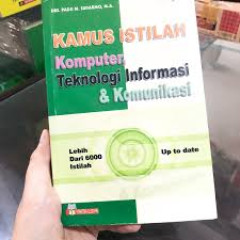 KAMUS ISTILAH
Komputer
Teknologi Informasi
& Komunikasi
Lebih
Dari 6000
Istilah
Up to date